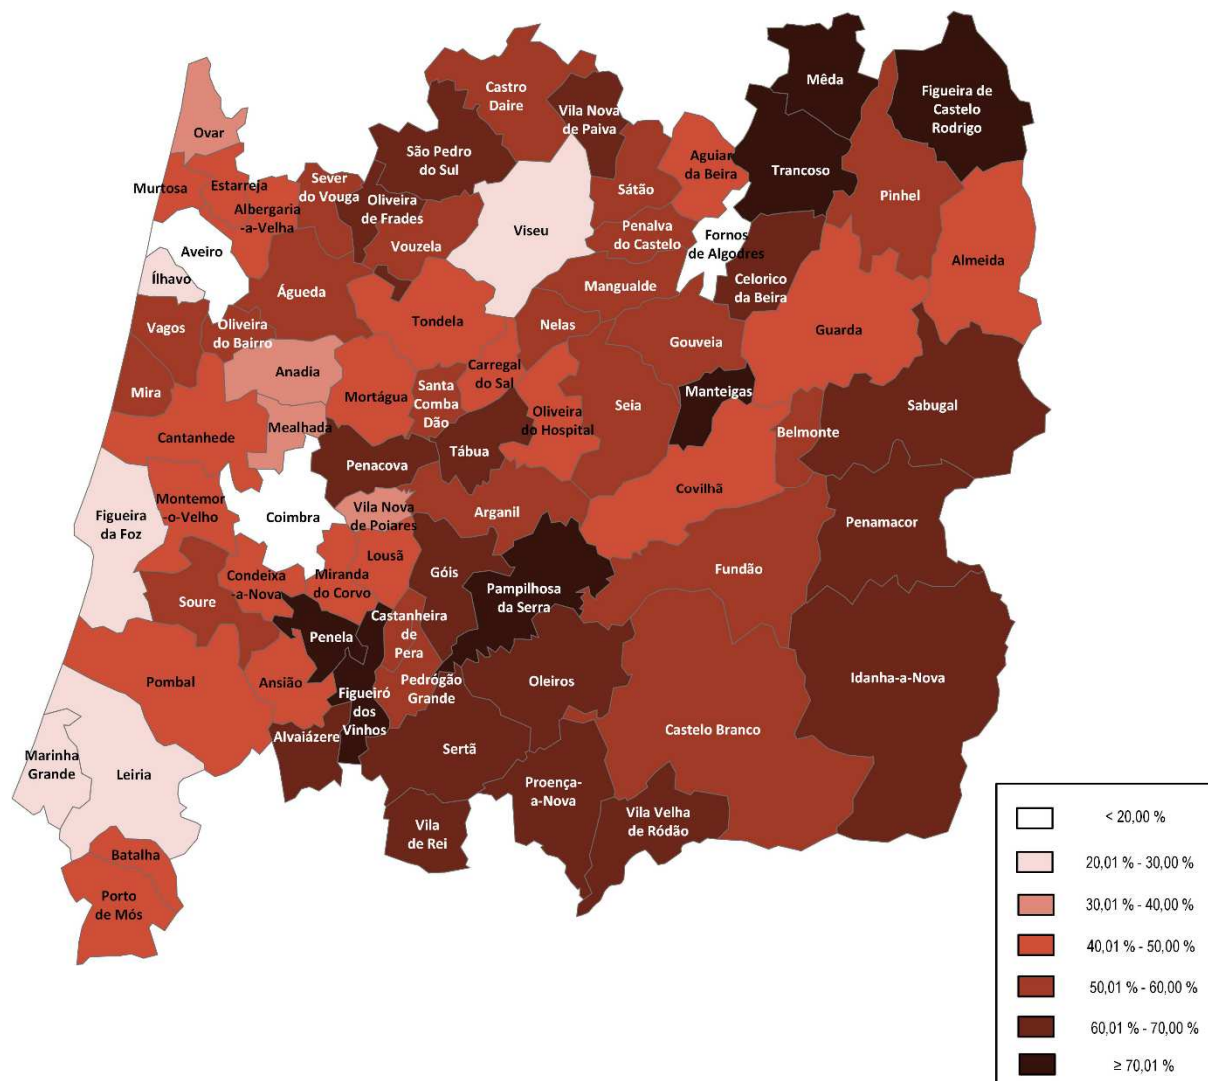 Mêda
Figueira de
Castelo
Rodrigo
Castro
Daire
Vila Nova
de Paiva
Ovar
São Pedro
do Sul
Aguiar
da Beira
Trancoso
Murtosa
Estarreja
Sever
do Vouga
Albergaria
-a-Velha
Oliveira
de Frades
Sátão
Pinhel
Viseu
Penalva
do Castelo
Fornos
de Algodres
Aveiro
Vouzela
Almeida
Ílhavo
Águeda
Mangualde
Celorico
da Beira
Vagos
Oliveira
do Bairro
Tondela
Nelas
Guarda
Gouveia
Mira
Anadia
Carregal
do Sal
Manteigas
Mortágua
Santa
Comba
Dão
Oliveira
do Hospital
Seia
Sabugal
Cantanhede
Mealhada
Belmonte
Tábua
Penacova
Covilhã
Montemor
-o-Velho
Figueira
da Foz
Coimbra
Vila Nova
de Poiares
Arganil
Penamacor
Lousã
Condeixa
-a-Nova
Miranda
do Corvo
Góis
Fundão
Soure
Pampilhosa
da Serra
Penela
Castanheira
de
Pera
Pombal
Ansião
Pedrógão
Grande
Oleiros
Idanha-a-Nova
Figueiró
dos
Vinhos
Alvaiázere
Castelo Branco
Marinha
Grande
Leiria
Sertã
Proença-
a-Nova
Vila
de Rei
Vila Velha
de Ródão
Batalha
Porto
de Mós
< 20,00 %
20,01 % - 30,00 %
30,01 % - 40,00 %
40,01 % - 50,00 %
50,01 % - 60,00 %
60,01 % - 70,00 %
≥ 70,01 %